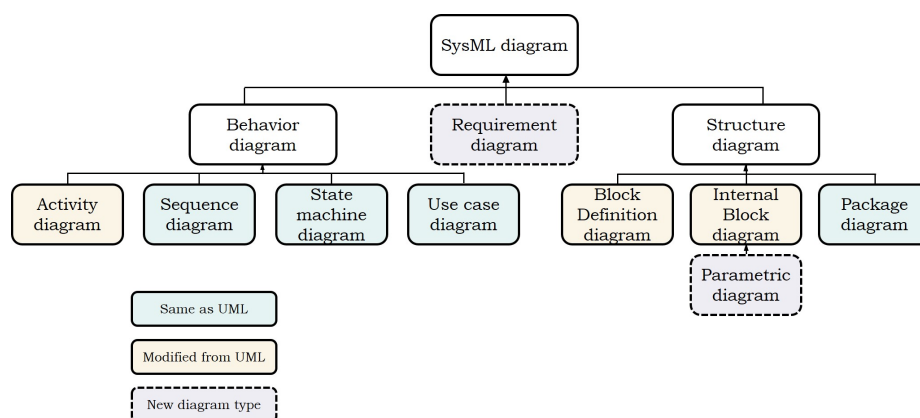 SysML diagram
Behavior
diagram
Requirement
diagram
Structure
diagram
Activity
diagram
Sequence
diagram
State
machine
diagram
Use case
diagram
Block
Definition
diagram
Internal
Block
diagram
Package
diagram
Parametric
diagram
Same as UML
Modified from UML
New diagram type